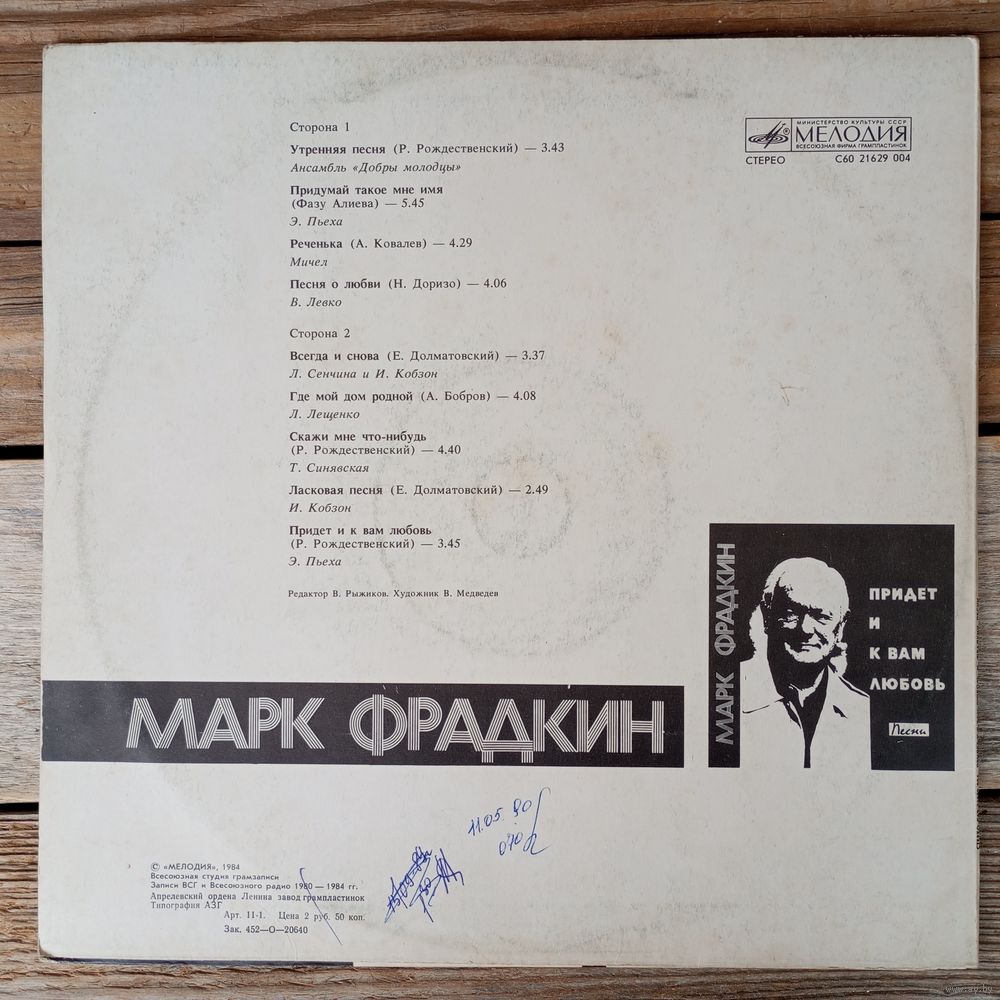 Сторона 1
Утренняя песня (Р. Рождественский) — 3.43
Ансамбль «Добры молодцы»
Придумай такое мне имя
(Фазу Алиева) — 5.45
Э. Пьеха
Реченька (А. Ковалев) — 4.29
Мичел
Песня о любви (Н. Доризо) — 4.06
В. Левко
Сторона 2
Всегда и снова (Е. Долматовский) — 3.37
Л. Сенчина и И. Кобзон
Где мой дом родной (А. Бобров) — 4.08
Л. Лещенко
Скажи мне что-нибудь
(Р. Рождественский) — 4.40
Т. Синявская
Ласковая песня (Е. Долматовский) — 2.49
И. Кобзон
Придет и к вам любовь
(Р. Рождественский) — 3.45
Э. Пьеха
Редактор В. Рыжиков. Художник В. Медведев
МИНИСТЕРСТВО КУЛЬТУРЫ СССР
МЕЛОДИЯ
ВСЕСОЮЗНАЯ ФИРМА ГРАМПЛАСТИНОК
СТЕРЕО С60 21629 004
МАРК ФРАДКИН
ПРИДЕТ
И
К ВАМ
ЛЮБОВЬ
Песни
МАРК ФРАДКИН
11.05.90
© «МЕЛОДИЯ», 1984
Всесоюзная студия грамзаписи
Записи ВСГ и Всесоюзного радио 1980—1984 гг.
Апрелевский ордена Ленина завод грампластинок
Типография АЗГ
Арт. 11-1. Цена 2 руб. 50 коп.
Зак. 452—О—20640
www.ay.by